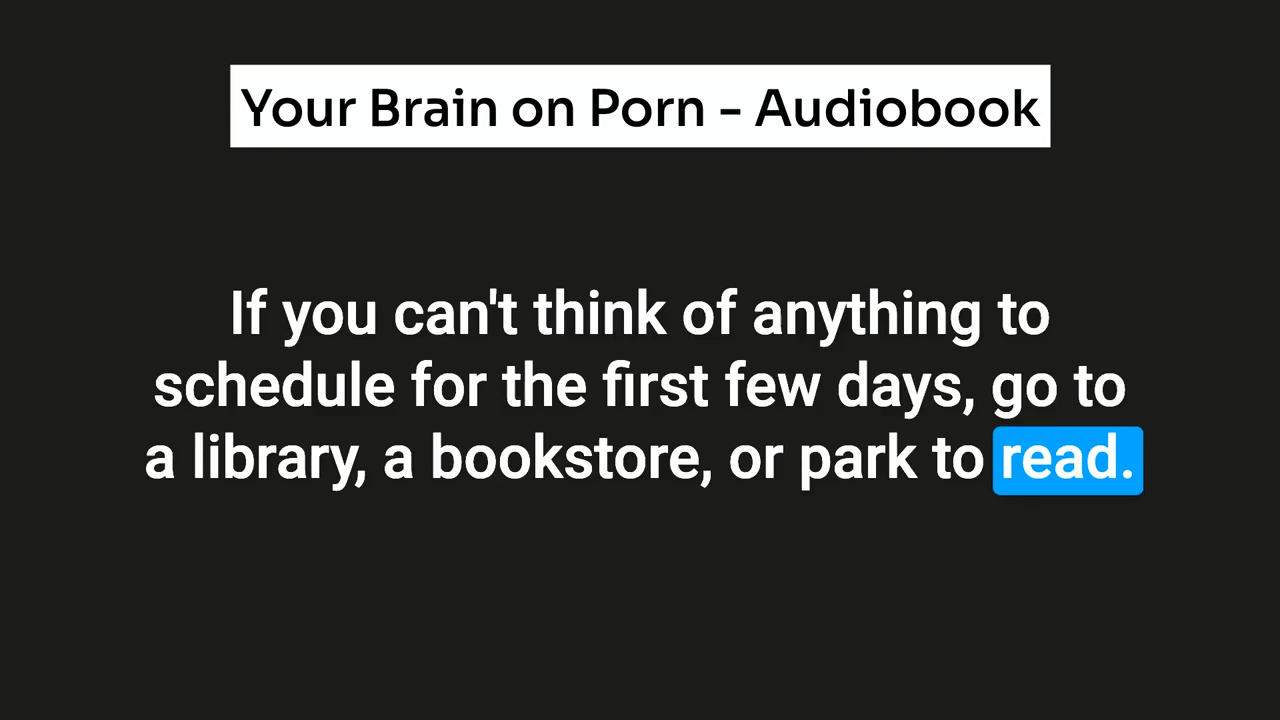 Your Brain on Porn - Audiobook
If you can't think of anything to
schedule for the first few days, go to
a library, a bookstore, or park to read.